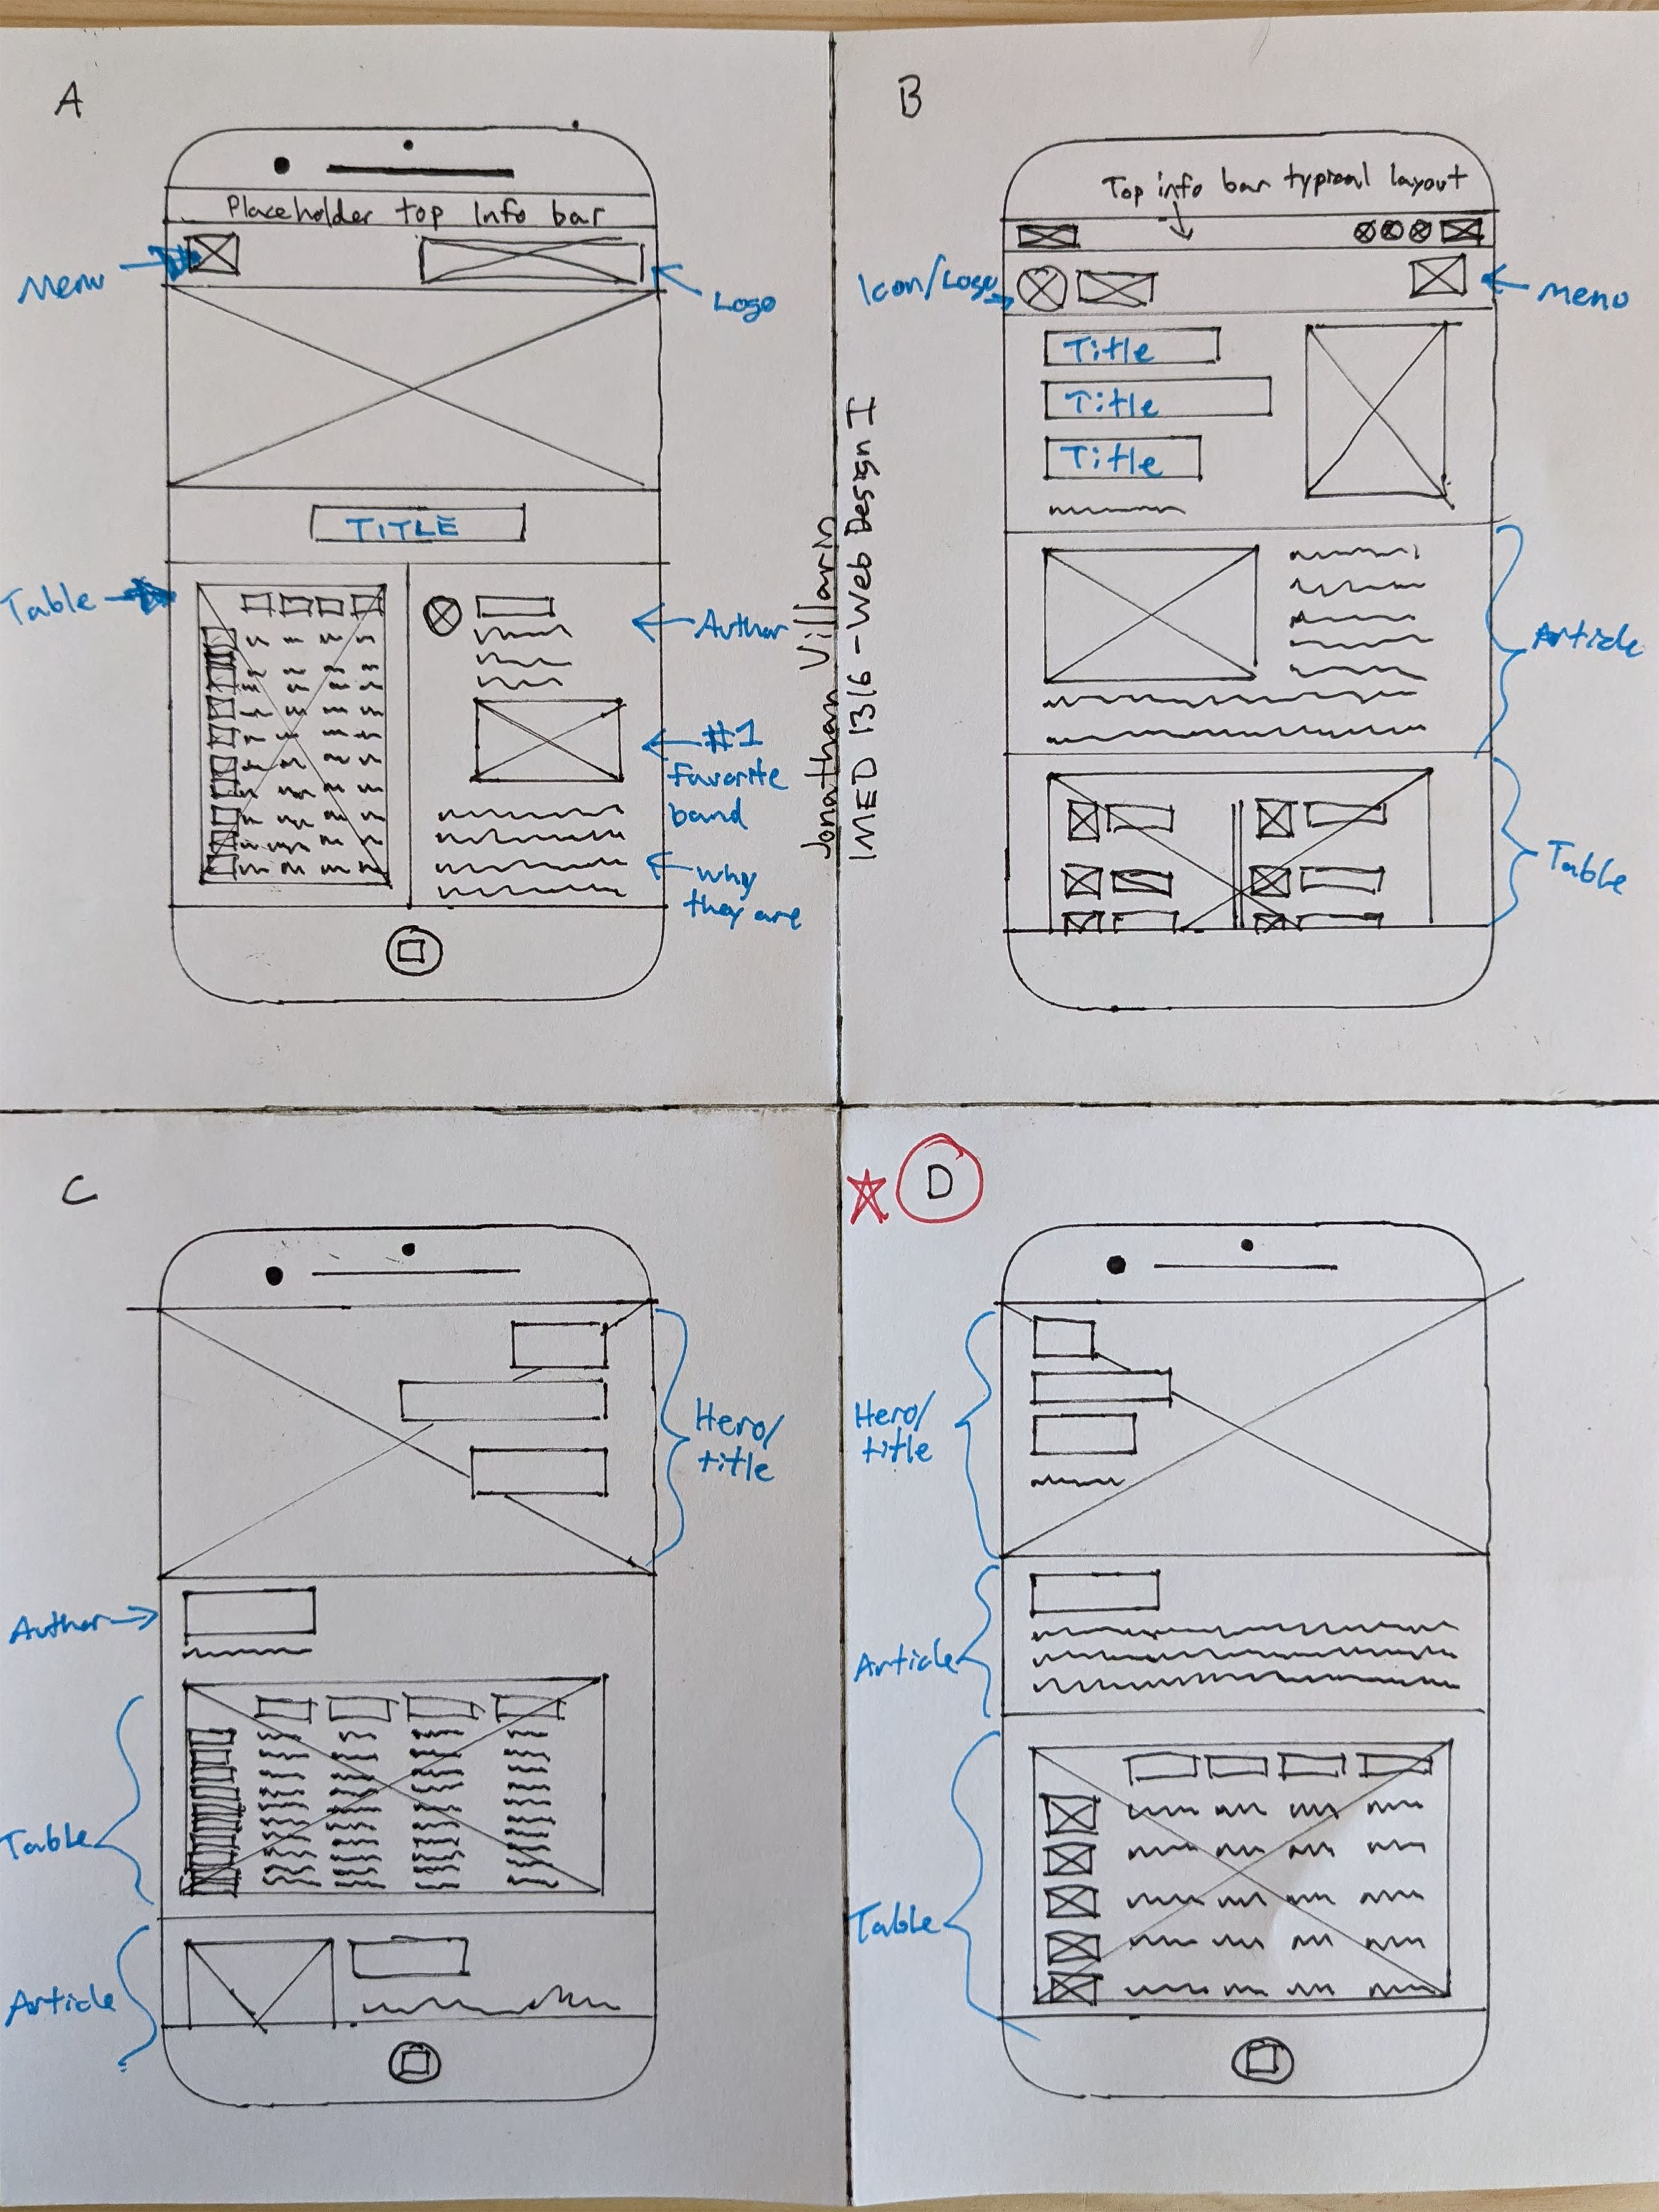 A
Placeholder top Info bar
Menu
Logo
TITLE
Table
Author
#1
Favorite
band
why
they are
Jonathan Villarin
IMED 1316 - Web Design I
B
Top info bar typical layout
Icon/Logo
menu
Title
Title
Title
Article
Table
C
Hero/
title
Author
Table
Article
D
Hero/
title
Article
Table